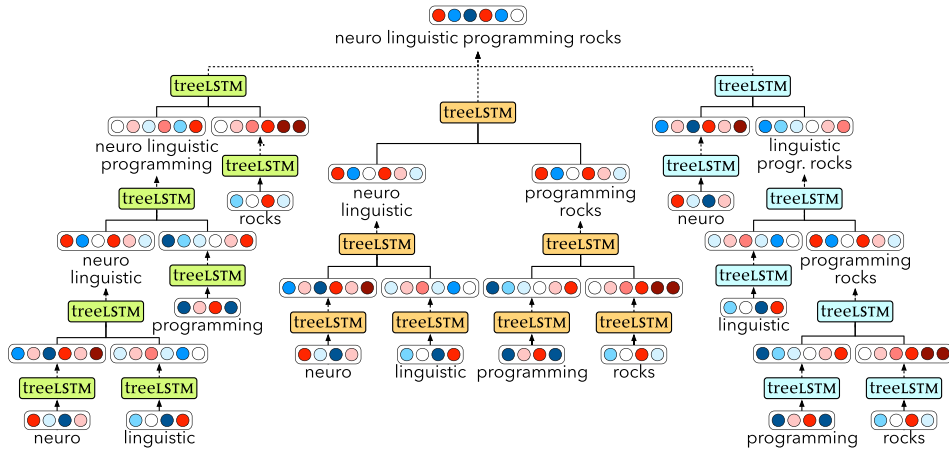 neuro linguistic programming rocks
treeLSTM
treeLSTM
treeLSTM
neuro linguistic
programming
treeLSTM
rocks
treeLSTM
neuro
linguistic
treeLSTM
programming
treeLSTM
treeLSTM
neuro
treeLSTM
linguistic
neuro
linguistic
programming
rocks
treeLSTM
treeLSTM
treeLSTM
neuro
treeLSTM
linguistic
treeLSTM
programming
treeLSTM
rocks
treeLSTM
neuro
linguistic
progr. rocks
treeLSTM
treeLSTM
linguistic
programming
rocks
treeLSTM
treeLSTM
programming
treeLSTM
rocks